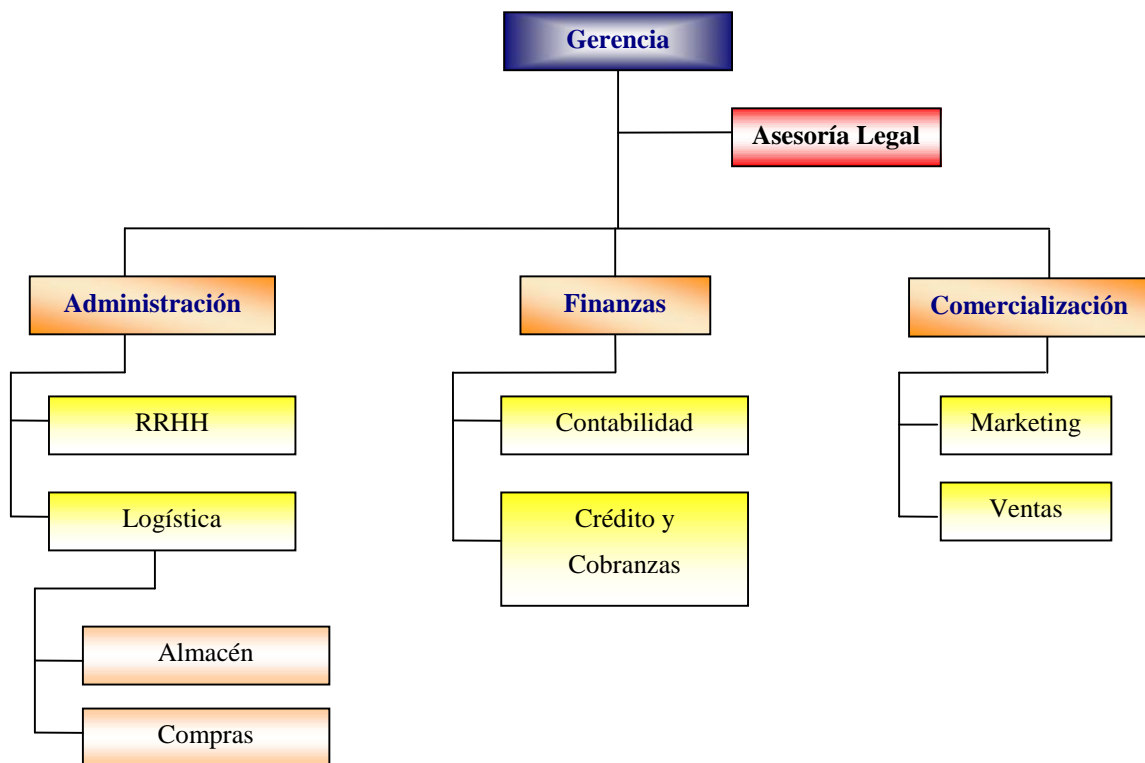 Gerencia
Asesoría Legal
Administración
Finanzas
Comercialización
RRHH
Contabilidad
Marketing
Logística
Crédito y
Cobranzas
Ventas
Almacén
Compras